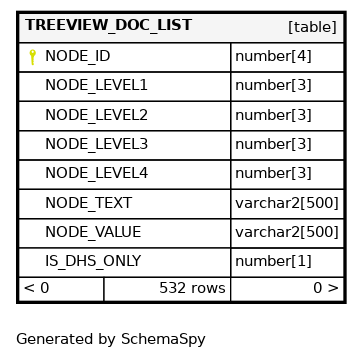 TREEVIEW_DOC_LIST [table]
NODE_ID number[4]
NODE_LEVEL1 number[3]
NODE_LEVEL2 number[3]
NODE_LEVEL3 number[3]
NODE_LEVEL4 number[3]
NODE_TEXT varchar2[500]
NODE_VALUE varchar2[500]
IS_DHS_ONLY number[1]
< 0 532 rows 0 >
Generated by SchemaSpy